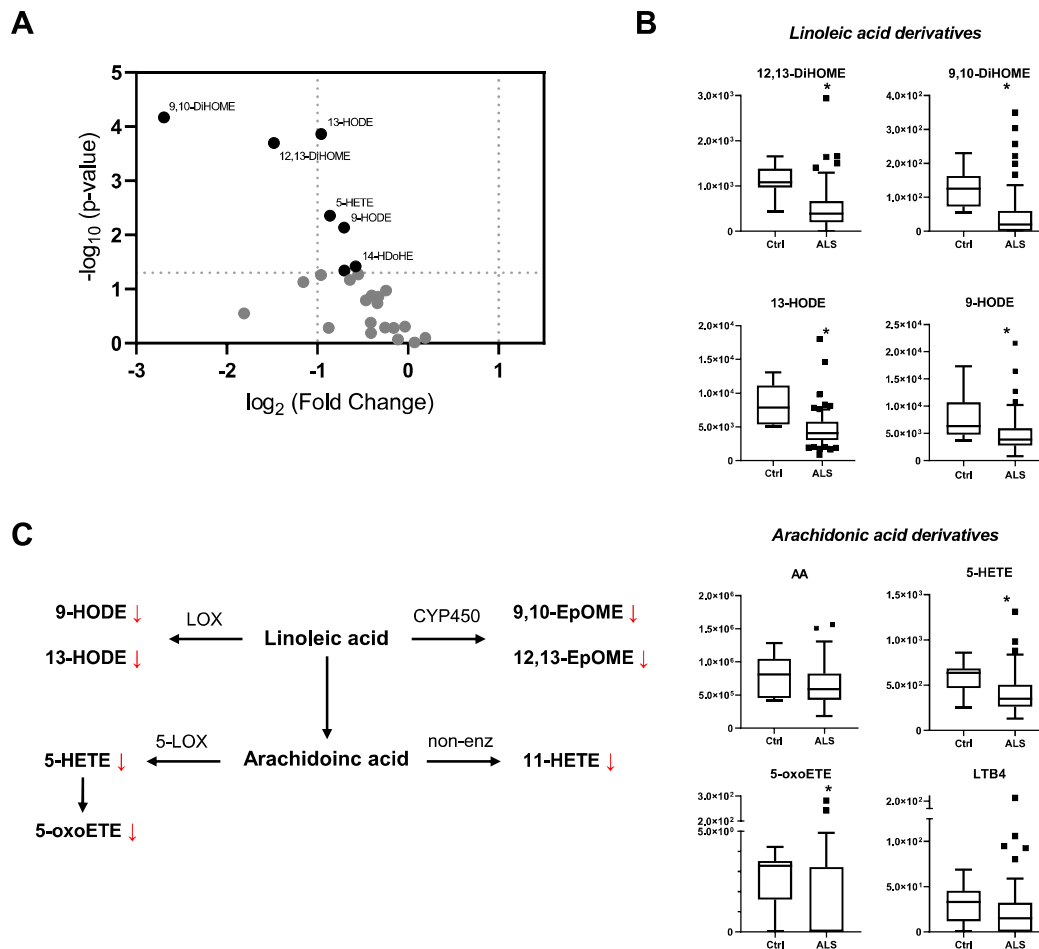 A
5
4
3
2
1
0
-log10 (p-value)
9,10-DiHOME
13-HODE
12,13-DiHOME
5-HETE
9-HODE
14-HDoHE
-3
-2
-1
0
1
log2 (Fold Change)
B
Linoleic acid derivatives
12,13-DiHOME
*
3.0×10³
2.0×10³
1.0×10³
0
Ctrl
ALS
9,10-DiHOME
*
4.0×10²
3.0×10²
2.0×10²
1.0×10²
0
Ctrl
ALS
13-HODE
*
2.0×10⁴
1.5×10⁴
1.0×10⁴
5.0×10³
0
Ctrl
ALS
9-HODE
*
2.5×10⁴
2.0×10⁴
1.5×10⁴
1.0×10⁴
5.0×10³
0
Ctrl
ALS
Arachidonic acid derivatives
AA
2.0×10⁶
1.5×10⁶
1.0×10⁶
5.0×10⁵
0
Ctrl
ALS
5-HETE
*
1.5×10³
1.0×10³
5.0×10²
0
Ctrl
ALS
5-oxoETE
*
3.0×10²
2.0×10²
5.0×10⁰
0
Ctrl
ALS
LTB4
2.0×10²
1.0×10²
5.0×10¹
0
Ctrl
ALS
C
9-HODE ↓
LOX
13-HODE ↓
Linoleic acid
CYP450
9,10-EpOME ↓
12,13-EpOME ↓
5-HETE ↓
5-LOX
Arachidoinc acid
non-enz
11-HETE ↓
5-oxoETE ↓